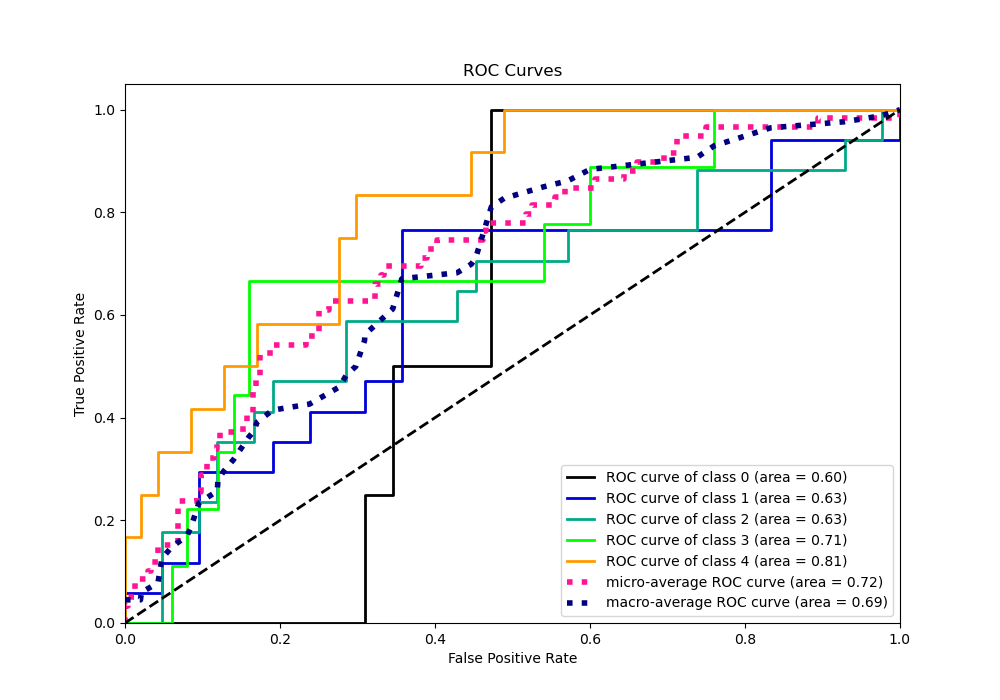 ROC Curves
True Positive Rate
1.0
0.8
0.6
0.4
0.2
0.0
0.0 0.2 0.4 0.6 0.8 1.0
False Positive Rate
ROC curve of class 0 (area = 0.60)
ROC curve of class 1 (area = 0.63)
ROC curve of class 2 (area = 0.63)
ROC curve of class 3 (area = 0.71)
ROC curve of class 4 (area = 0.81)
micro-average ROC curve (area = 0.72)
macro-average ROC curve (area = 0.69)